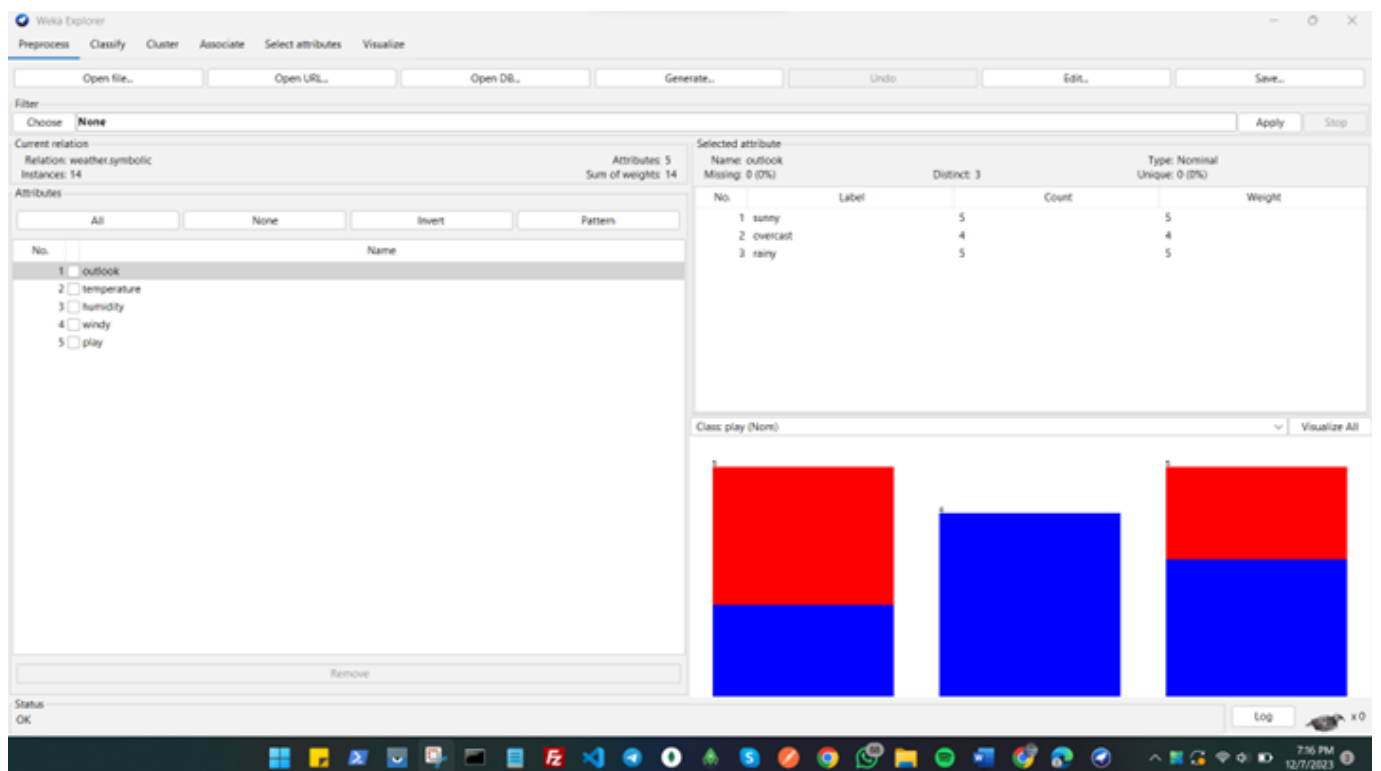 Weka Explorer
Preprocess Classify Cluster Associate Select attributes Visualize
Open file... Open URL... Open DB... Generate... Undo Edit... Save...
Filter
Choose None Apply Stop
Current relation
Relation: weather.symbolic Attributes: 5
Instances: 14 Sum of weights: 14
Attributes
All None Invert Pattern
No. Name
1 outlook
2 temperature
3 humidity
4 windy
5 play
Remove
Selected attribute
Name: outlook Type: Nominal
Missing: 0 (0%) Distinct: 3 Unique: 0 (0%)
No. Label Count Weight
1 sunny 5 5
2 overcast 4 4
3 rainy 5 5
Class: play (Nom) Visualize All
5 4 5
Status
OK
Log x 0
7:16 PM
12/7/2023